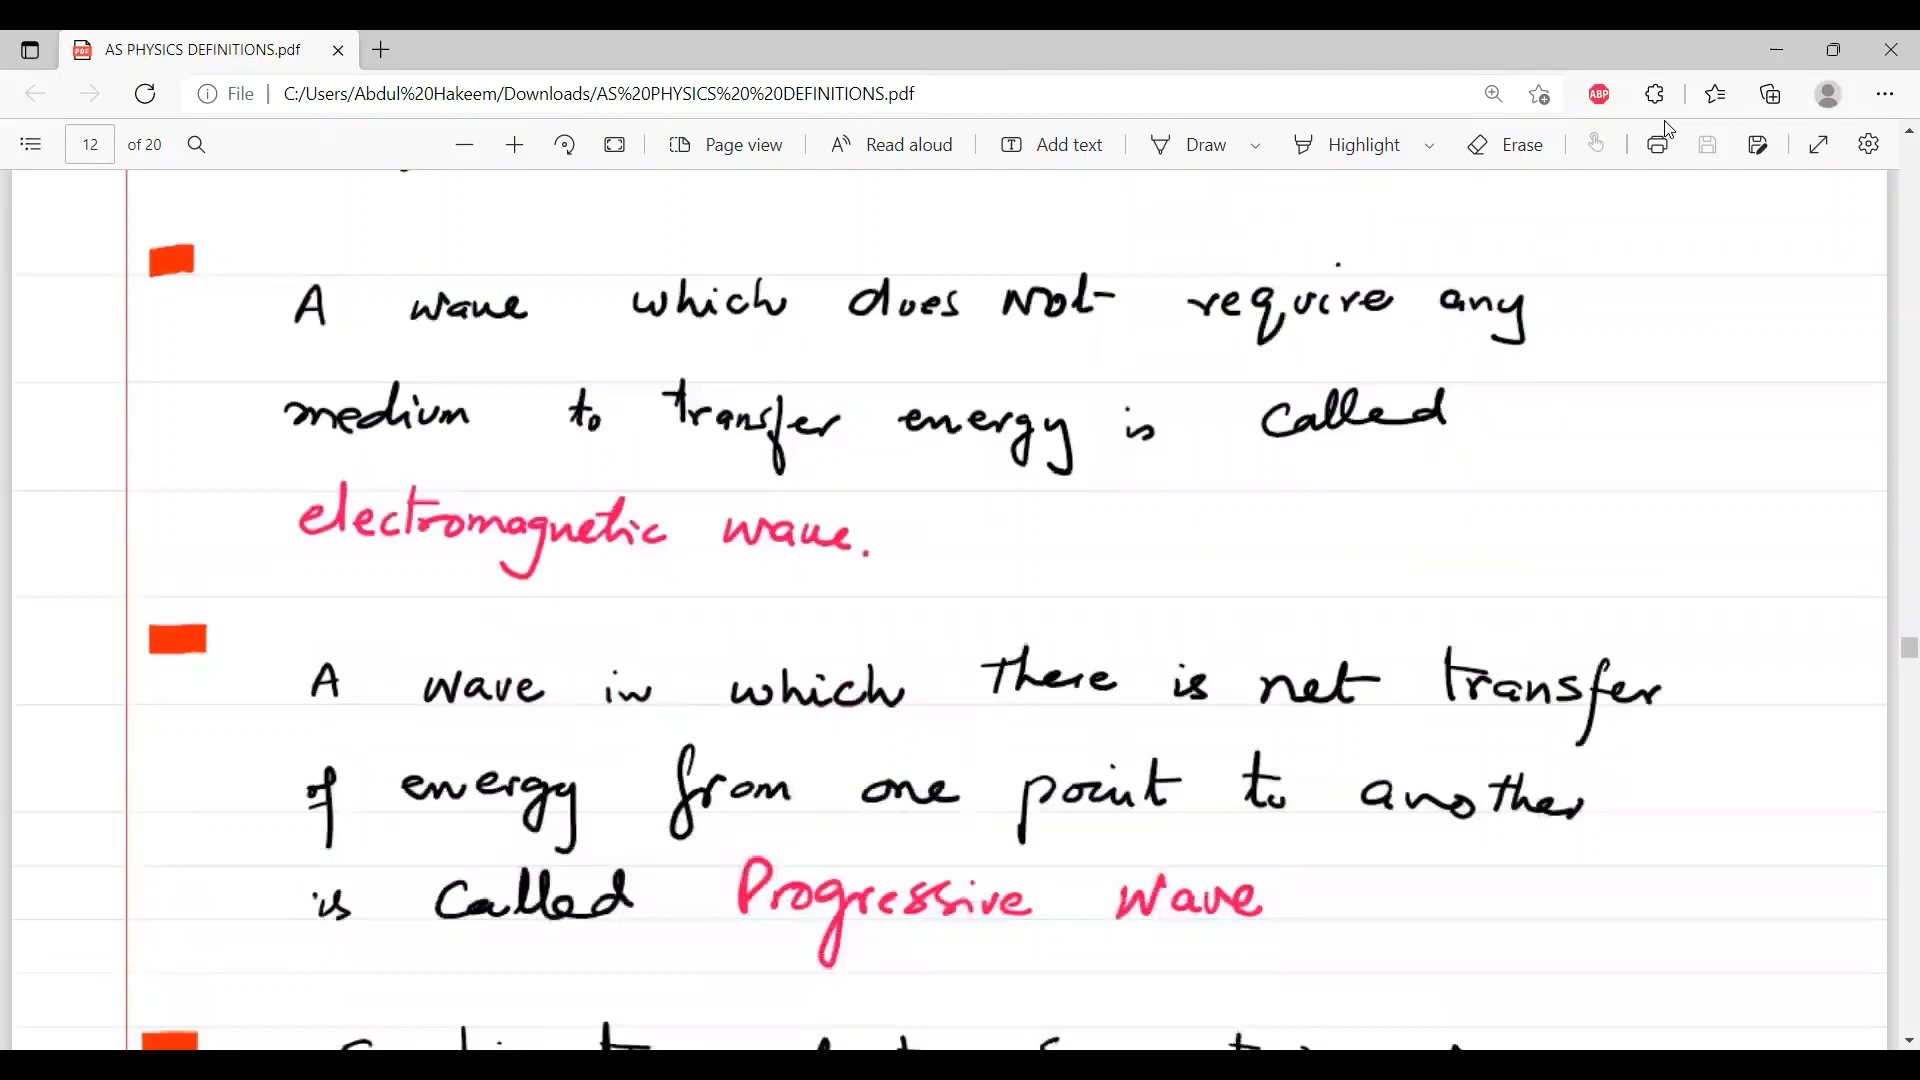 AS PHYSICS DEFINITIONS.pdf
File C:/Users/Abdul%20Hakeem/Downloads/AS%20PHYSICS%20%20DEFINITIONS.pdf
ABP
12 of 20 Page view Read aloud Add text Draw Highlight Erase
A wave which does Not require any
medium to transfer energy is called
electromagnetic wave.
A wave in which there is net transfer
of energy from one point to another
is called Progressive wave